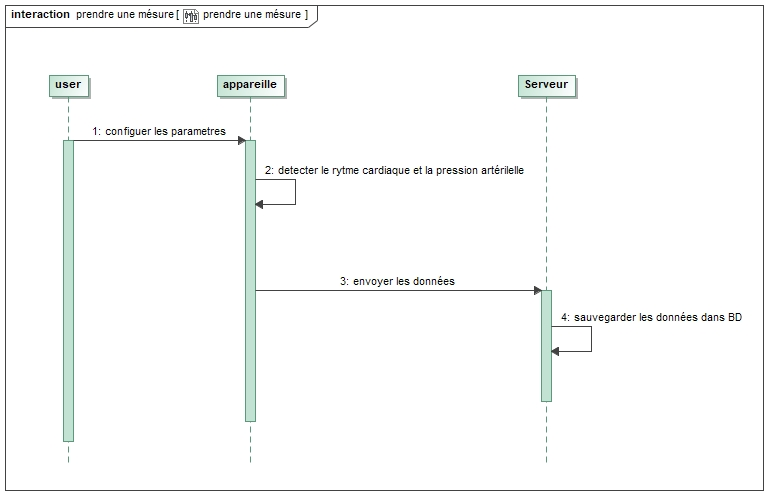 interaction prendre une mésure [ prendre une mésure ]
user
appareille
Serveur
1: configuer les parametres
2: detecter le rytme cardiaque et la pression artérilelle
3: envoyer les données
4: sauvegarder les données dans BD